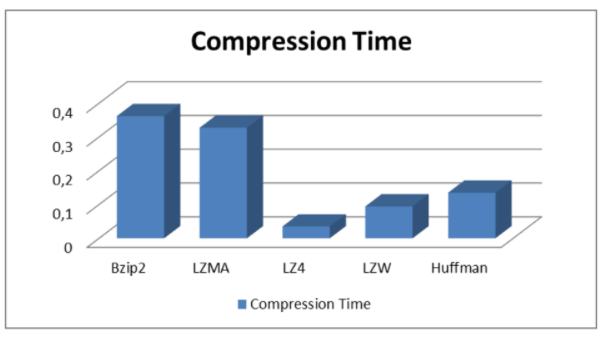 Compression Time
0,4
0,3
0,2
0,1
0
Bzip2 LZMA LZ4 LZW Huffman
Compression Time